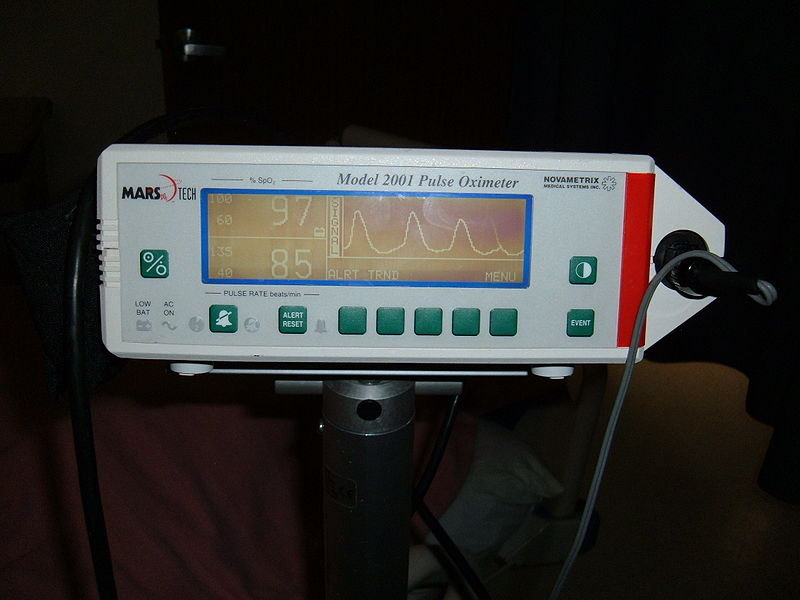 MARS TECH
% SpO₂
Model 2001 Pulse Oximeter
NOVAMETRIX
MEDICAL SYSTEMS INC.
100
60
97
SIGNAL
135
40
85
ALRT TRND MENU
PULSE RATE beats/min
LOW
BAT
AC
ON
ALERT
RESET
EVENT